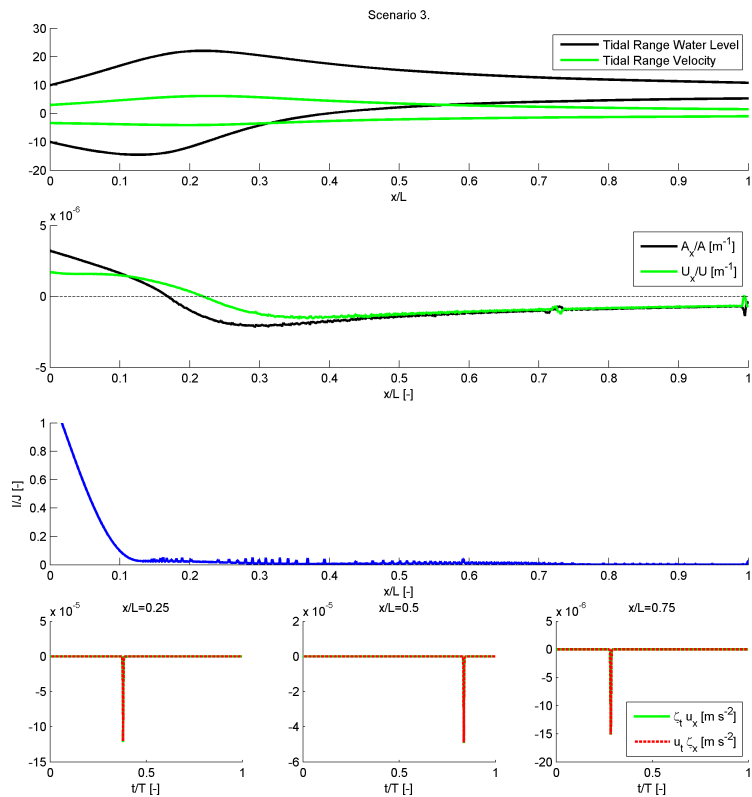 Scenario 3.
30
20
10
0
-10
20
0 0.1 0.2 0.3 0.4 0.5 0.6 0.7 0.8 0.9 1
x/L
Tidal Range Water Level
Tidal Range Velocity
x 10⁻⁶
5
0
-5
0 0.1 0.2 0.3 0.4 0.5 0.6 0.7 0.8 0.9 1
x/L [-]
Aₓ/A [m⁻¹]
Uₓ/U [m⁻¹]
1
0.8
0.6
0.4
0.2
0
I/J [-]
0 0.1 0.2 0.3 0.4 0.5 0.6 0.7 0.8 0.9 1
x/L [-]
x 10⁻⁵
x/L=0.25
5
0
-5
-10
-15
0 0.5 1
t/T [-]
x 10⁻⁵
x/L=0.5
2
0
-2
-4
-6
0 0.5 1
t/T [-]
x 10⁻⁶
x/L=0.75
5
0
-5
-10
-15
-20
0 0.5 1
t/T [-]
ζₜ uₓ [m s⁻²]
uₜ ζₓ [m s⁻²]